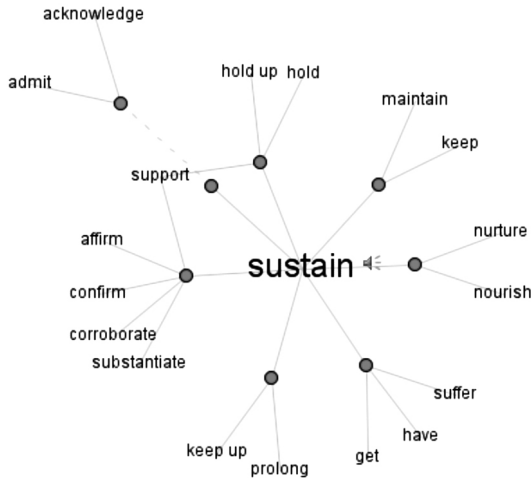 acknowledge
admit
hold up
hold
maintain
keep
support
nurture
affirm
sustain
confirm
nourish
corroborate
substantiate
suffer
have
keep up
get
prolong